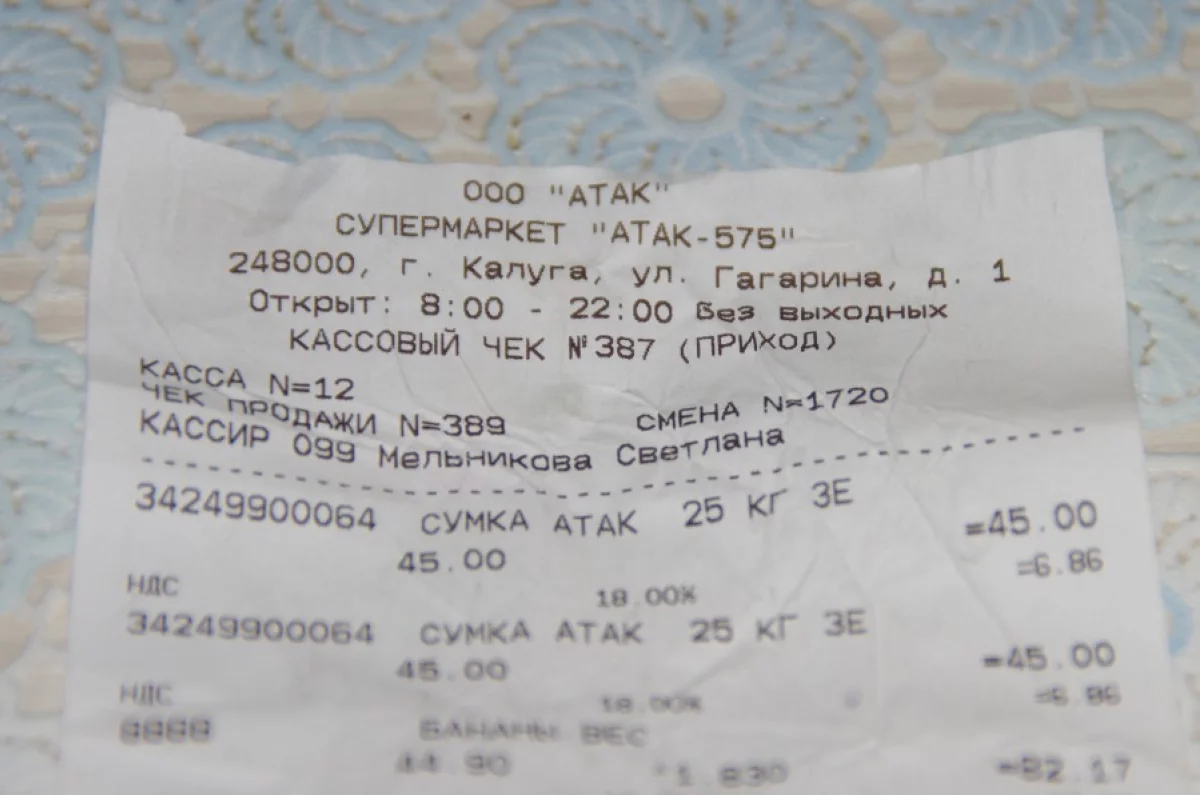 ООО "АТАК"
СУПЕРМАРКЕТ "АТАК-575"
248000, г. Калуга, ул. Гагарина, д. 1
Открыт: 8:00 - 22:00 Без выходных
КАССОВЫЙ ЧЕК №387 (ПРИХОД)
КАССА N=12
ЧЕК ПРОДАЖИ N=389 СМЕНА N=1720
КАССИР 099 Мельникова Светлана
34249900064 СУМКА АТАК 25 КГ ЗЕ =45.00
45.00
НДС 18.00% =6.86
34249900064 СУМКА АТАК 25 КГ ЗЕ =45.00
45.00
НДС 18.00% =6.86
БАНАНЫ ВЕС
44.90 *1.830 =82.17